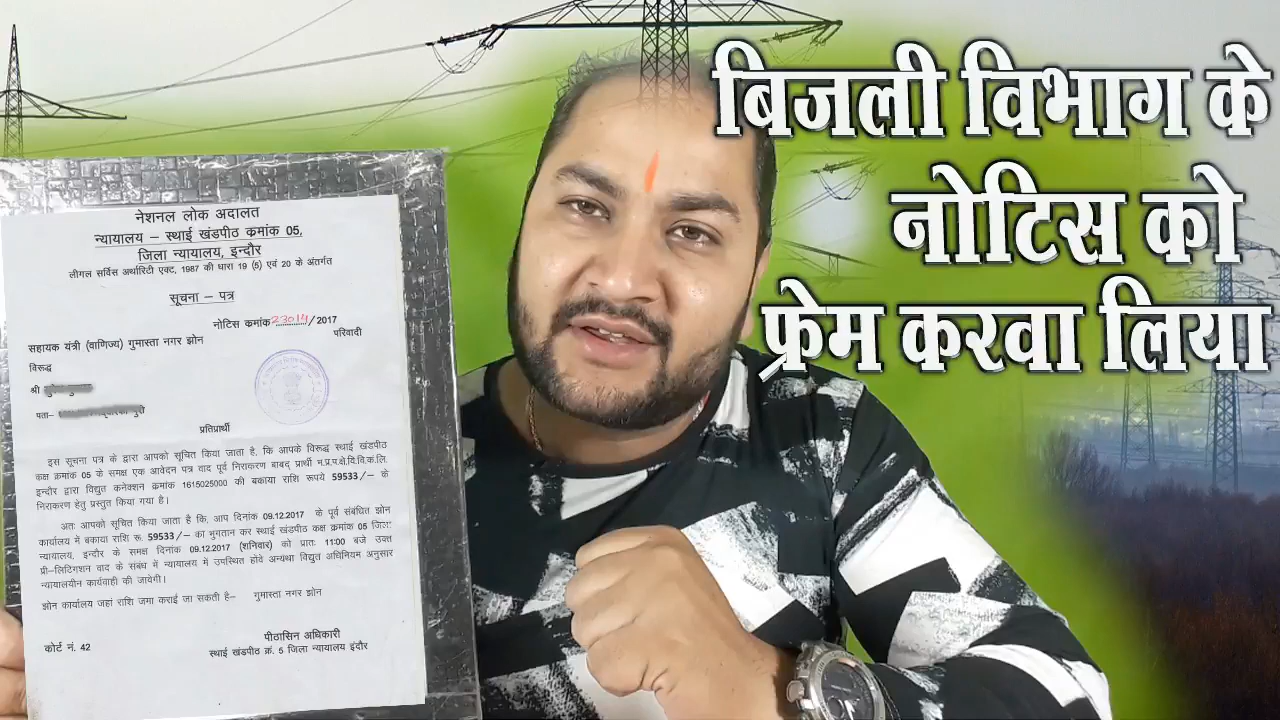 बिजली विभाग के
नोटिस को
फ्रेम करवा लिया
नेशनल लोक अदालत
न्यायालय – स्थाई खंडपीठ कमांक 05,
जिला न्यायालय, इन्दौर
लीगल सर्विस अर्थारिटी एक्ट, 1987 की धारा 19 (5) एवं 20 के अंतर्गत
सूचना – पत्र
नोटिस कमांक 23014/2017
सहायक यंत्री (वाणिज्य) गुमास्ता नगर झोन परिवादी
विरूद्ध
श्री
पता–
प्रतिप्रार्थी
इस सूचना पत्र के द्वारा आपको सूचित किया जाता है, कि आपके विरूद्ध स्थाई खंडपीठ
कक्ष क्रमांक 05 के समक्ष एक आवेदन पत्र वाद पूर्व निराकरण बाबद् प्रार्थी म.प्र.प.क्षे.वि.वि.क.लि.
इन्दौर द्वारा विद्युत कनेक्शन क्रमांक 1615025000 की बकाया राशि रूपये 59533/– के
निराकरण हेतु प्रस्तुत किया गया है।
अतः आपको सूचित किया जाता है कि, आप दिनांक 09.12.2017 के पूर्व संबंधित झोन
कार्यालय में बकाया राशि रू. 59533/– का भुगतान कर स्थाई खंडपीठ कक्ष क्रमांक 05 जिला
न्यायालय, इन्दौर के समक्ष दिनांक 09.12.2017 (शनिवार) को प्रातः 11:00 बजे उक्त
प्री–लिटिगशन वाद के संबंध में न्यायालय में उपस्थित होवे अन्यथा विद्युत अधिनियम अनुसार
न्यायालयीन कार्यवाही की जावेगी।
झोन कार्यालय जहां राशि जमा कराई जा सकती है– गुमास्ता नगर झोन
पीठासिन अधिकारी
कोर्ट नं. 42 स्थाई खंडपीठ क्रं. 5 जिला न्यायालय इंदौर